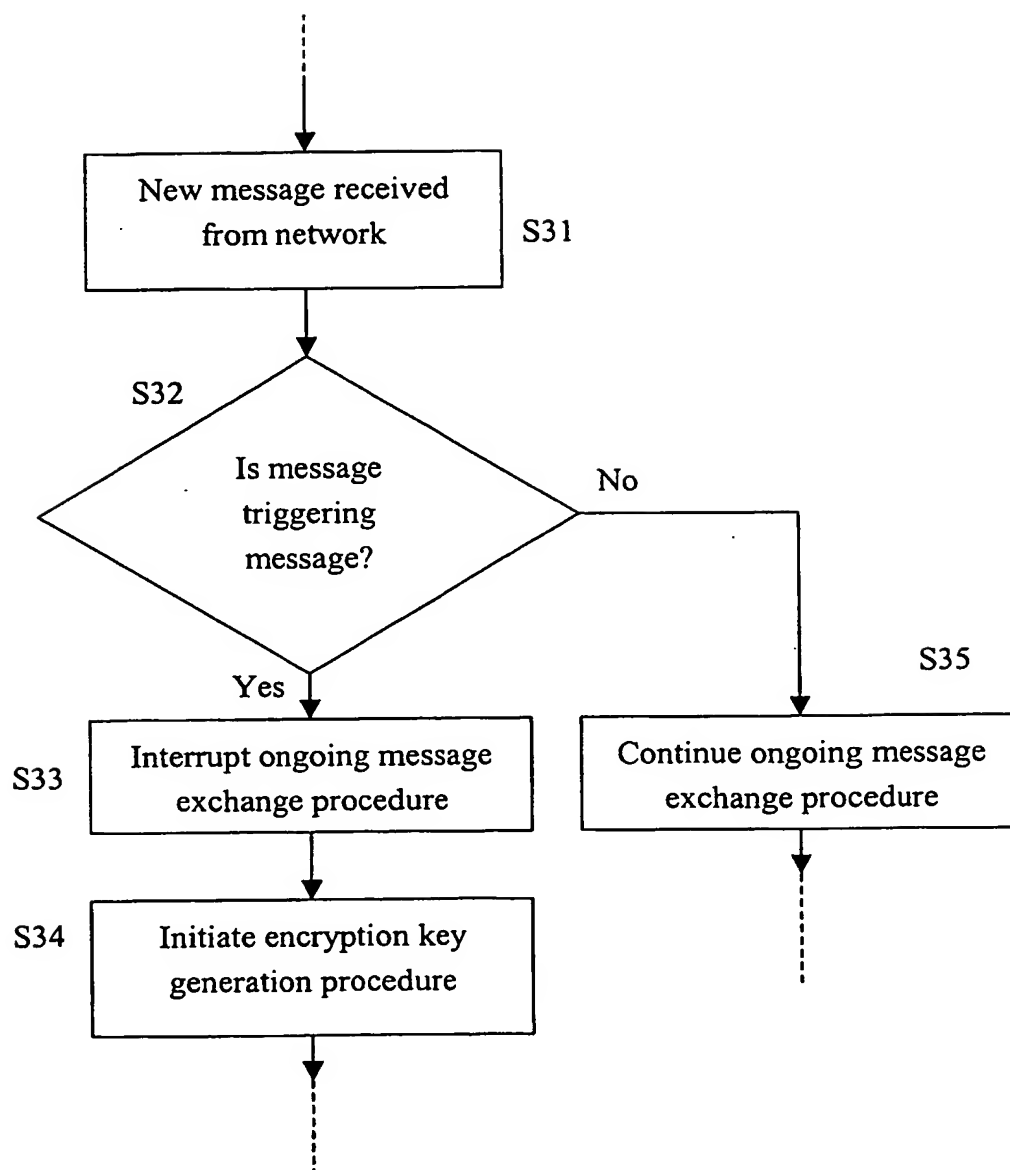 New message received
from network
S31
S32
Is message
triggering
message?
No
Yes
S35
S33
Interrupt ongoing message
exchange procedure
Continue ongoing message
exchange procedure
S34
Initiate encryption key
generation procedure